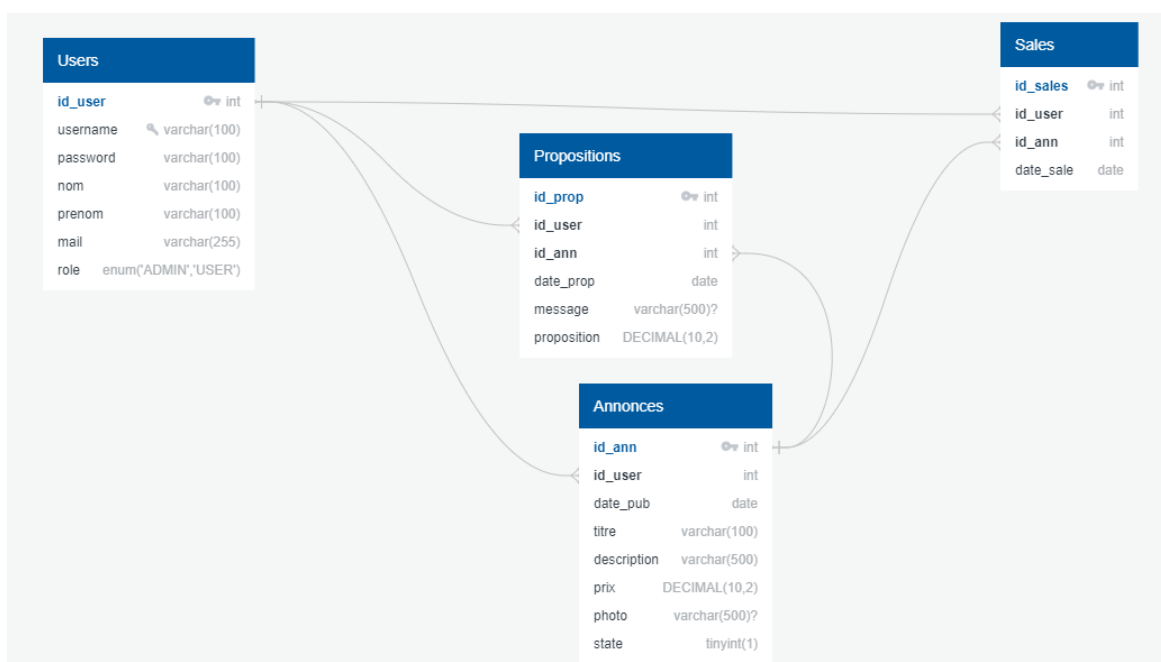 Users
id_user int
username varchar(100)
password varchar(100)
nom varchar(100)
prenom varchar(100)
mail varchar(255)
role enum('ADMIN','USER')
Propositions
id_prop int
id_user int
id_ann int
date_prop date
message varchar(500)?
proposition DECIMAL(10,2)
Annonces
id_ann int
id_user int
date_pub date
titre varchar(100)
description varchar(500)
prix DECIMAL(10,2)
photo varchar(500)?
state tinyint(1)
Sales
id_sales int
id_user int
id_ann int
date_sale date